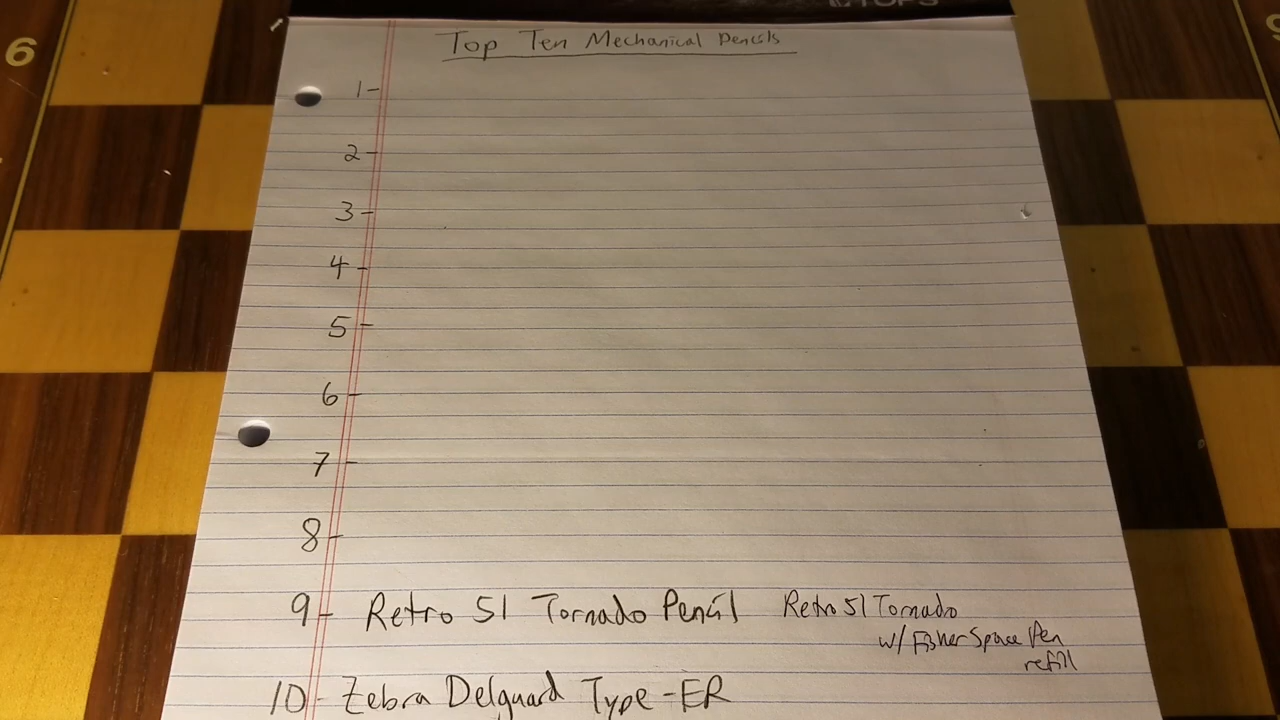 6
Top Ten Mechanical Pencils
1-
2-
3-
4-
5-
6-
7-
8-
9- Retro 51 Tornado Pencil Retro 51 Tornado
w/ Fisher Space Pen
refill
10- Zebra Delguard Type-ER